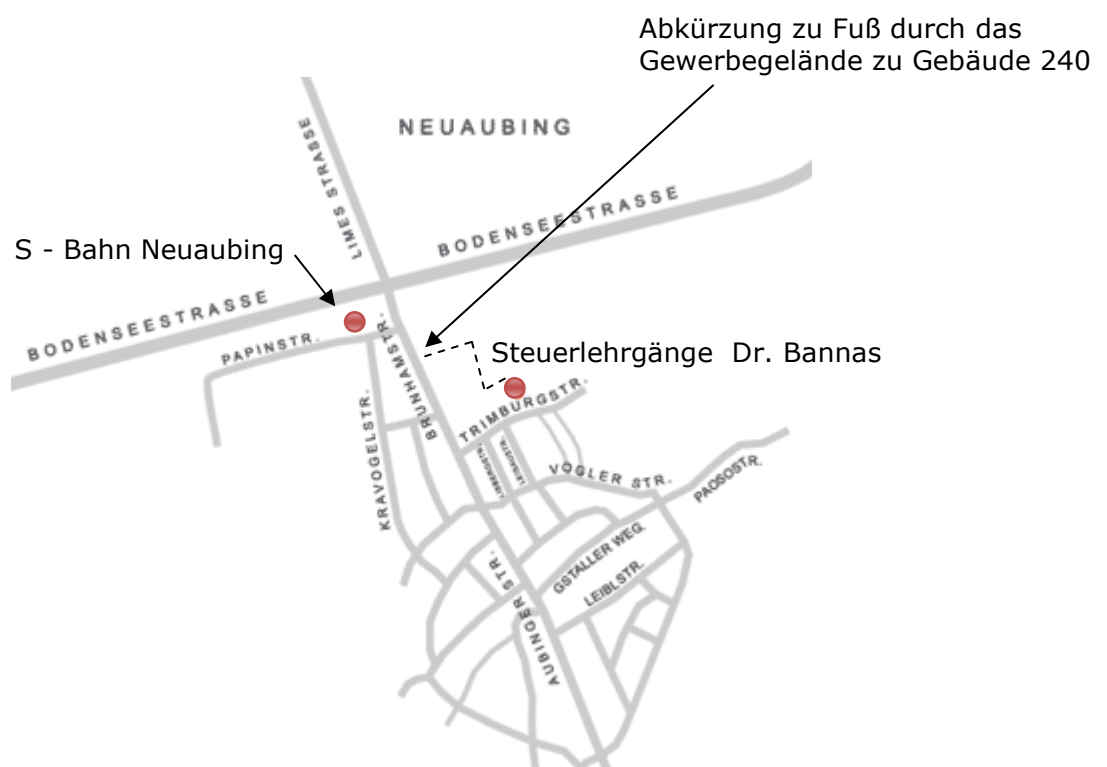 Abkürzung zu Fuß durch das
Gewerbegelände zu Gebäude 240
NEUAUBING
LIMES STRASSE
BODENSEESTRASSE
S - Bahn Neuaubing
BODENSEESTRASSE
PAPINSTR.
BRUNHAMSTR.
Steuerlehrgänge Dr. Bannas
TRIMBURGSTR.
KRAVOGELSTR.
VOGLER STR.
PAOSOSTR.
GSTALLER WEG.
LEIBLSTR.
AUBINGER STR.